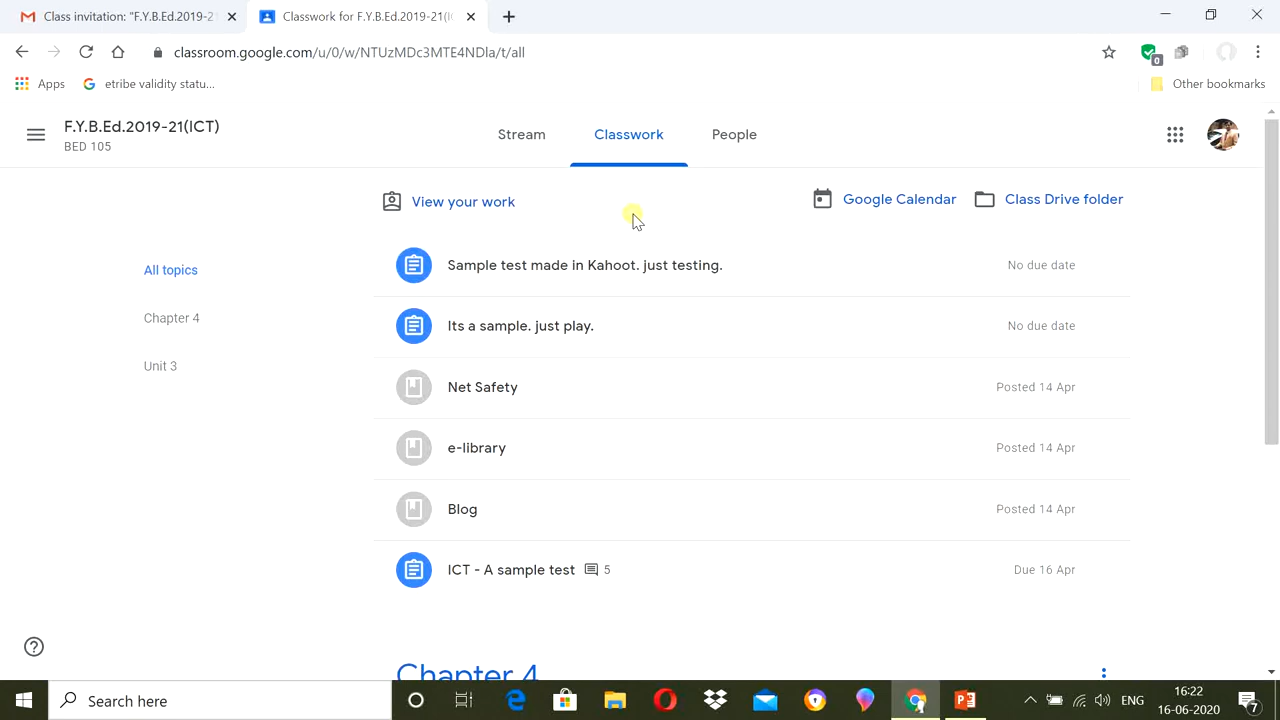 Class invitation: "F.Y.B.Ed.2019-2
Classwork for F.Y.B.Ed.2019-21(I
classroom.google.com/u/0/w/NTUzMDc3MTE4NDla/t/all
0
Apps
etribe validity statu...
Other bookmarks
F.Y.B.Ed.2019-21(ICT)
BED 105
Stream
Classwork
People
View your work
Google Calendar
Class Drive folder
All topics
Chapter 4
Unit 3
Sample test made in Kahoot. just testing.
No due date
Its a sample. just play.
No due date
Net Safety
Posted 14 Apr
e-library
Posted 14 Apr
Blog
Posted 14 Apr
ICT - A sample test
5
Due 16 Apr
Chapter 4
Search here
ENG
16:22
16-06-2020
7